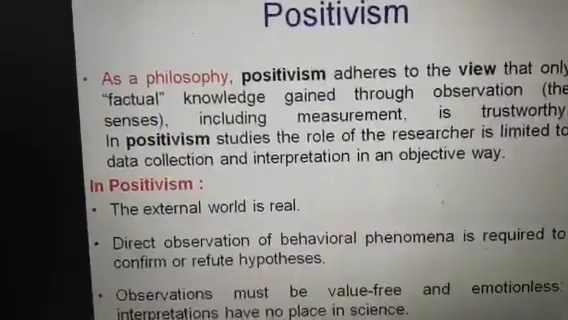 Positivism
• As a philosophy, positivism adheres to the view that only
“factual” knowledge gained through observation (the
senses), including measurement, is trustworthy.
In positivism studies the role of the researcher is limited to
data collection and interpretation in an objective way.
In Positivism :
• The external world is real.
• Direct observation of behavioral phenomena is required to
confirm or refute hypotheses.
• Observations must be value-free and emotionless;
interpretations have no place in science.